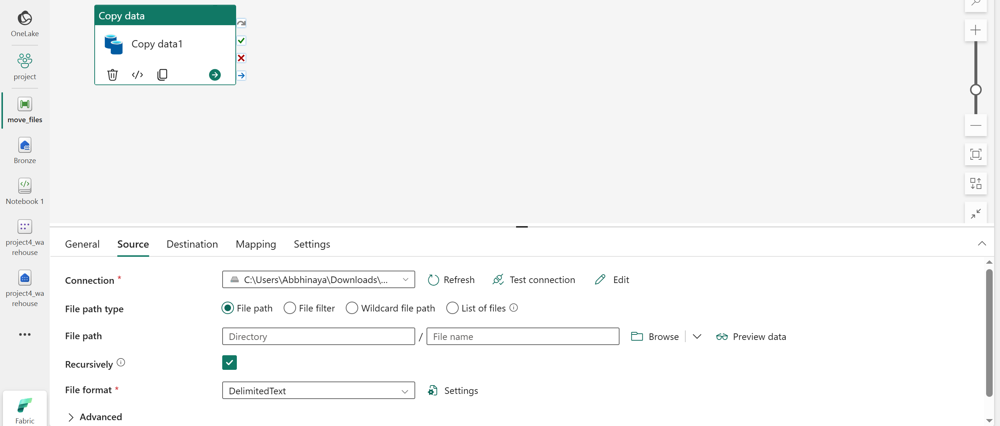 OneLake
project
move_files
Bronze
Notebook 1
project4_wa
rehouse
project4_wa
rehouse
Fabric
Copy data
Copy data1
General
Source
Destination
Mapping
Settings
Connection *
C:\Users\Abbhinaya\Downloads\...
Refresh
Test connection
Edit
File path type
File path
File filter
Wildcard file path
List of files
File path
Directory / File name
Browse
Preview data
Recursively
File format *
DelimitedText
Settings
Advanced